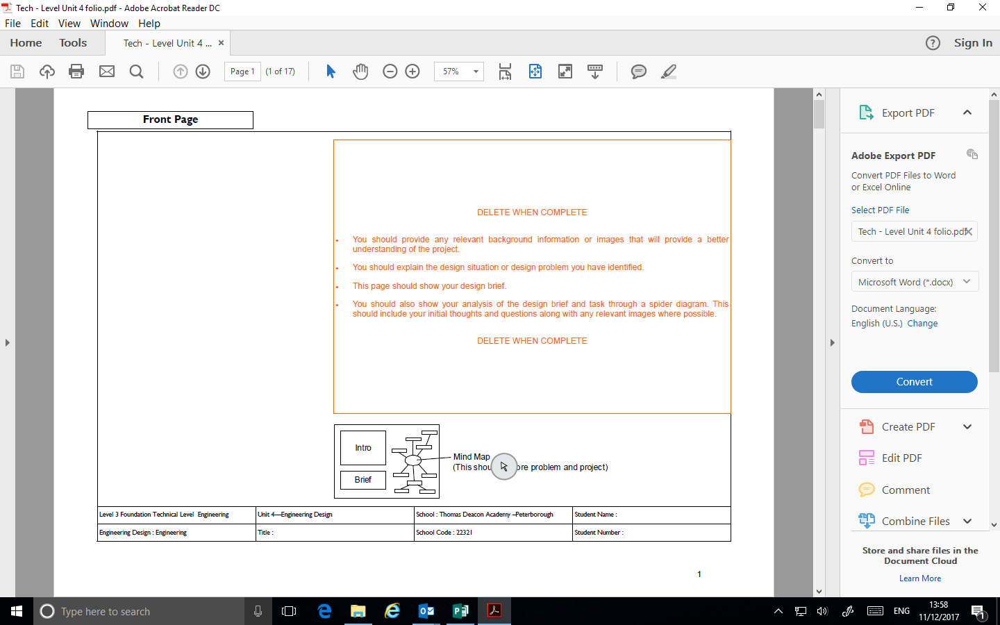 Tech - Level Unit 4 folio.pdf - Adobe Acrobat Reader DC
File Edit View Window Help
Home Tools Tech - Level Unit 4 ... × ? Sign In
Page 1 (1 of 17) 57%
Front Page
DELETE WHEN COMPLETE
• You should provide any relevant background information or images that will provide a better
understanding of the project.
• You should explain the design situation or design problem you have identified.
• This page should show your design brief.
• You should also show your analysis of the design brief and task through a spider diagram. This
should include your initial thoughts and questions along with any relevant images where possible.
DELETE WHEN COMPLETE
Intro
Brief
Mind Map
(This problem and project)
Level 3 Foundation Technical Level Engineering Unit 4—Engineering Design School : Thomas Deacon Academy –Peterborough Student Name :
Engineering Design : Engineering Title : School Code : 22321 Student Number :
1
Export PDF
Adobe Export PDF
Convert PDF Files to Word
or Excel Online
Select PDF File
Tech - Level Unit 4 folio.pdf
Convert to
Microsoft Word (*.docx)
Document Language:
English (U.S.) Change
Convert
Create PDF
Edit PDF
Comment
Combine Files
Store and share files in the
Document Cloud
Learn More
Type here to search
ENG
13:58
11/12/2017
1